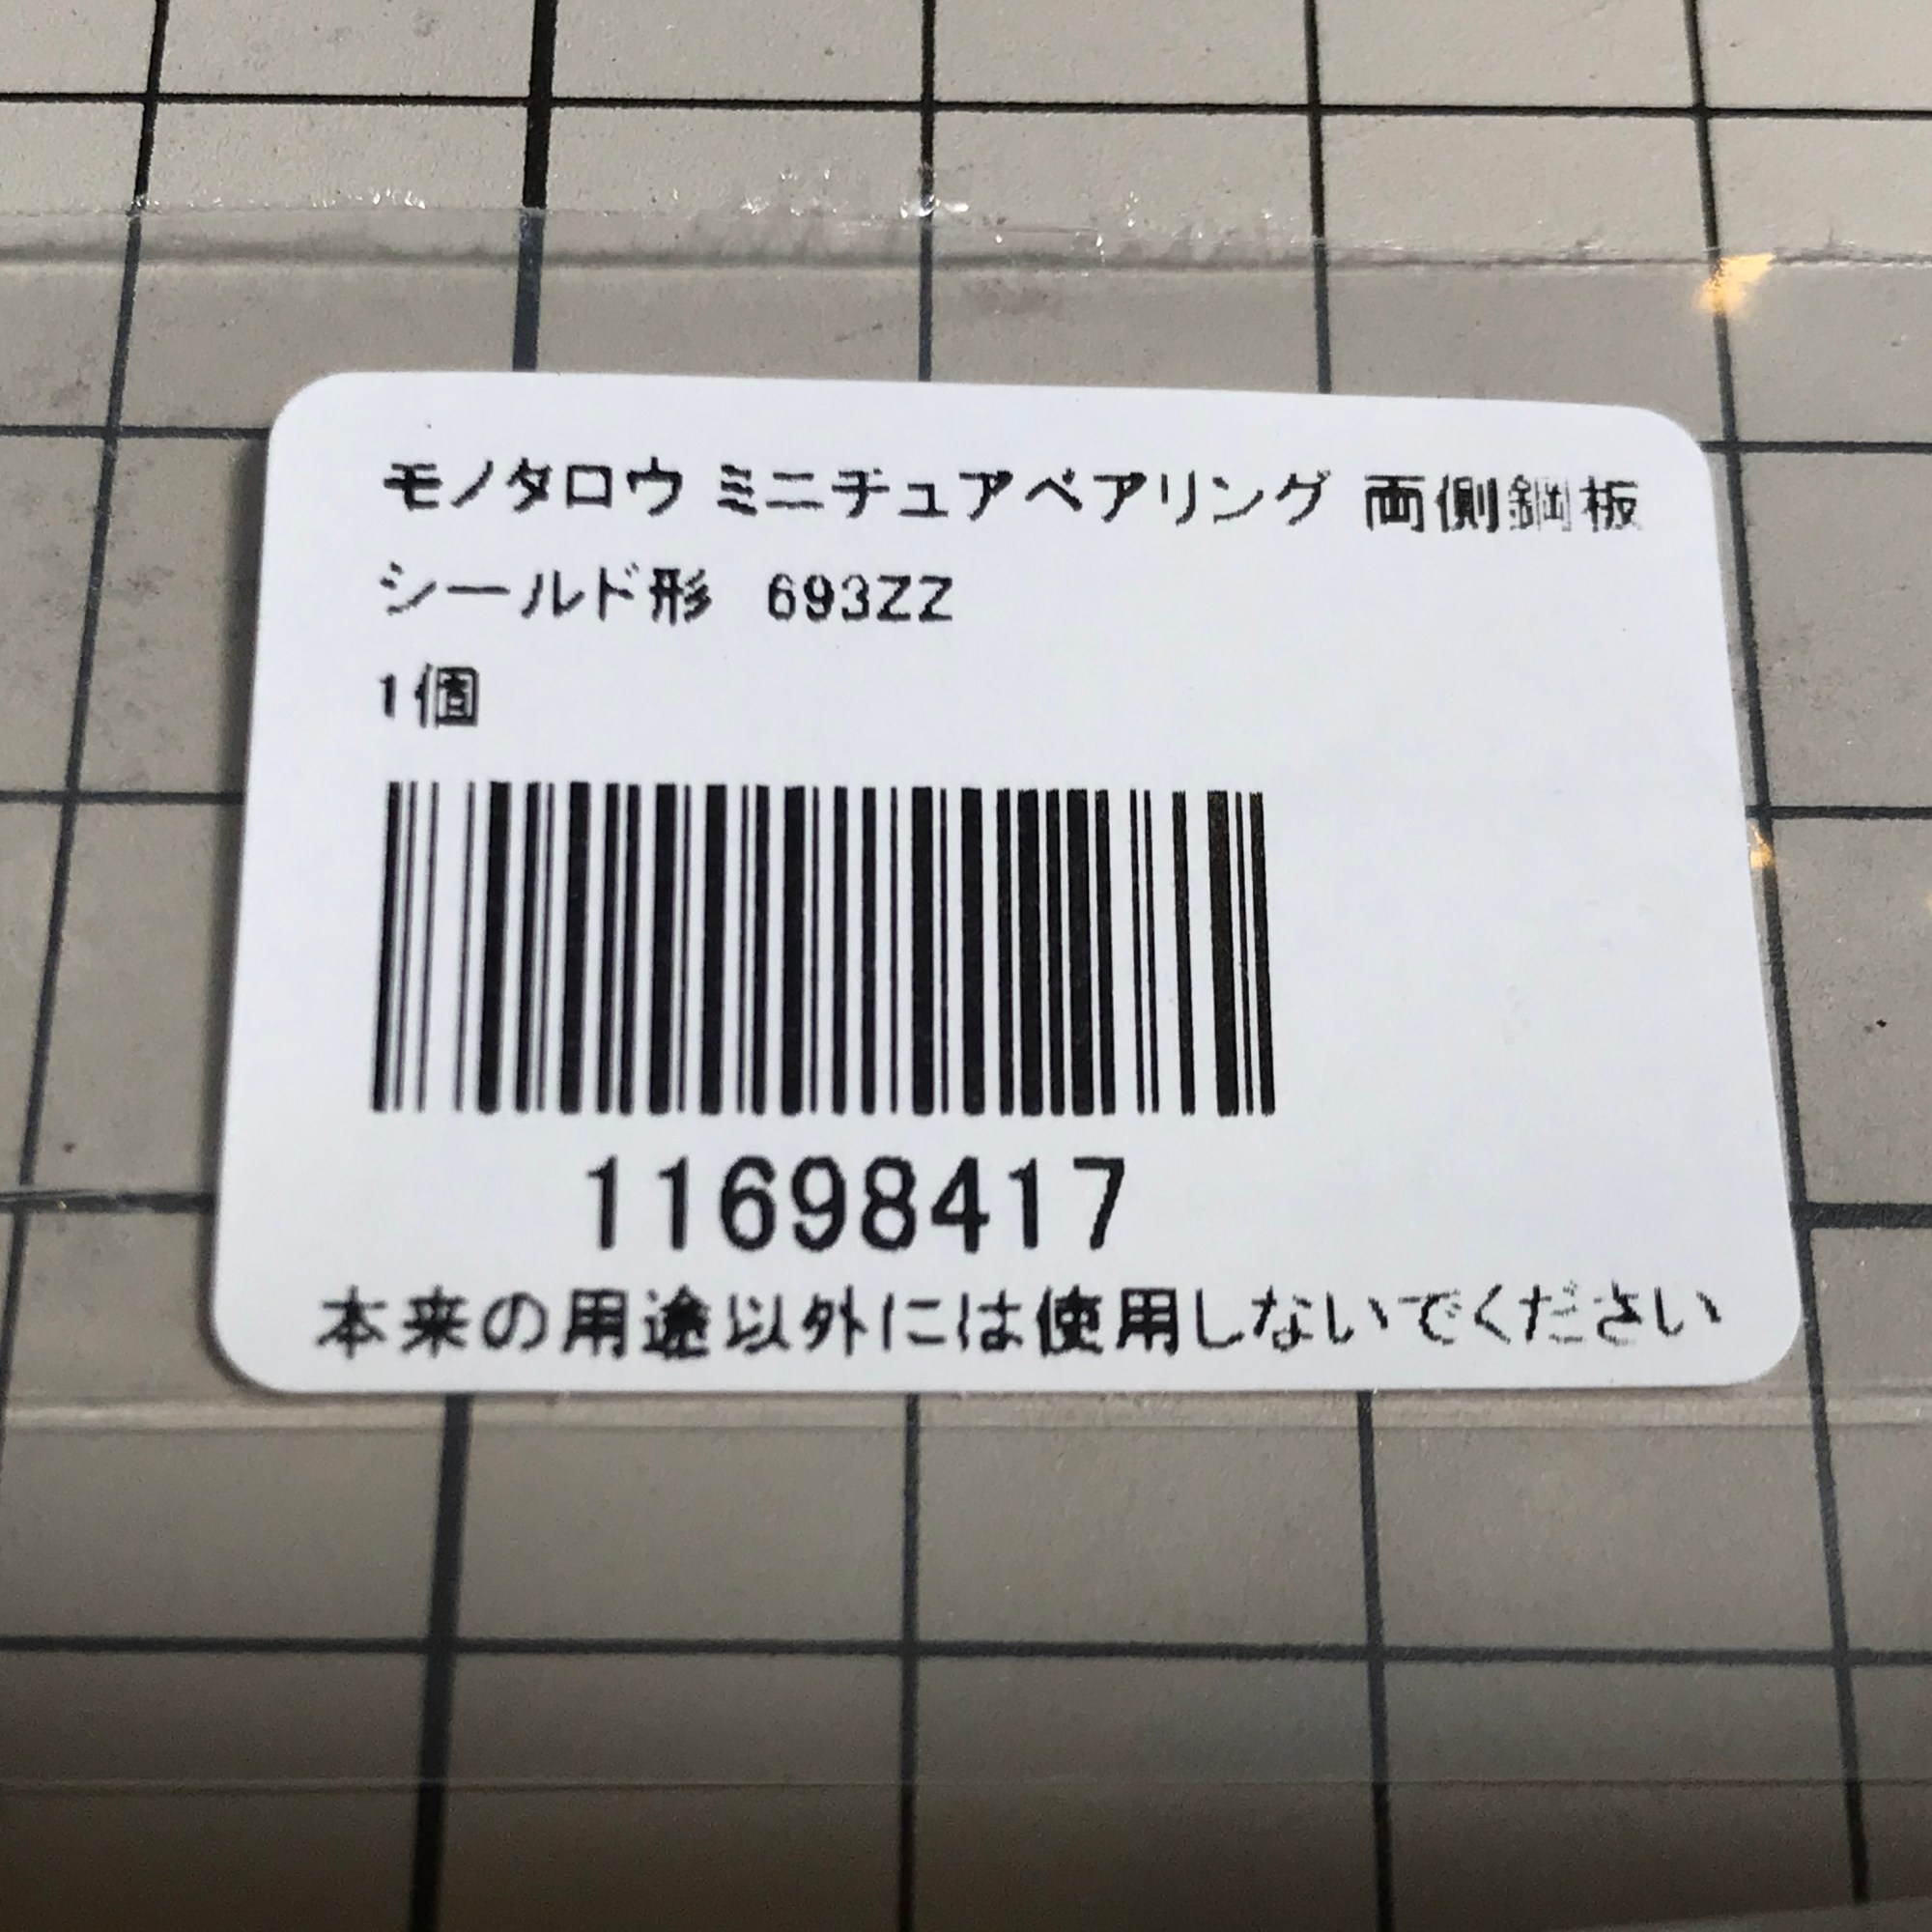 モノタロウ ミニチュアベアリング 両側鋼板
シールド形 693ZZ
1個
11698417
本来の用途以外には使用しないでください